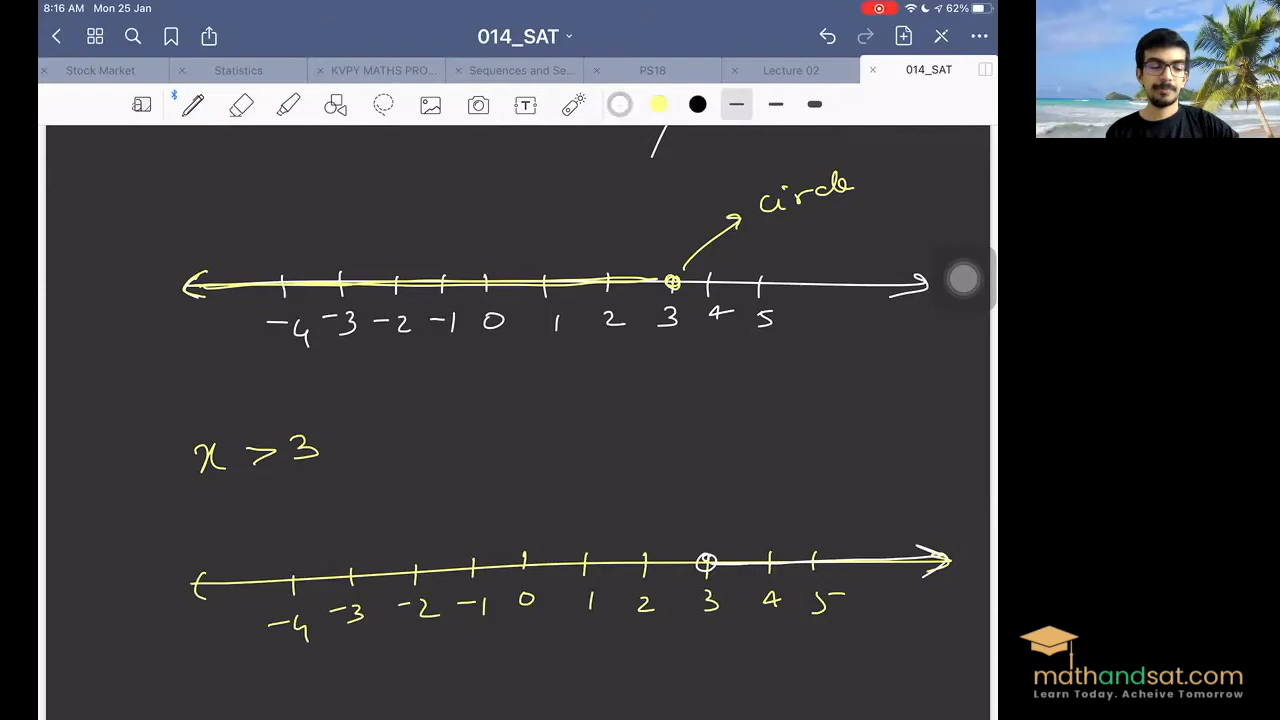 8:16 AM Mon 25 Jan
62%
014_SAT
Stock Market
Statistics
KVPY MATHS PRO...
Sequences and Se...
PS18
Lecture 02
014_SAT
circle
-4 -3 -2 -1 0 1 2 3 4 5
x > 3
-4 -3 -2 -1 0 1 2 3 4 5
mathandsat.com
Learn Today. Acheive Tomorrow